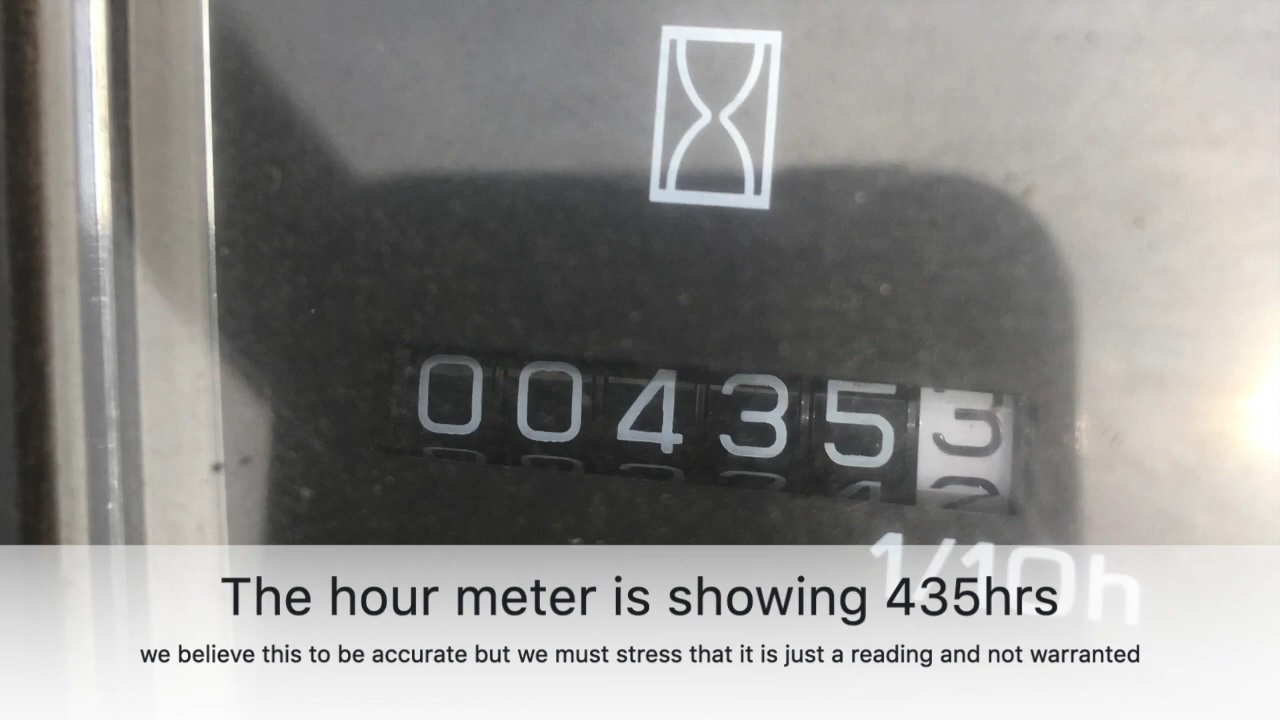 004353
1/10h
The hour meter is showing 435hrs
we believe this to be accurate but we must stress that it is just a reading and not warranted